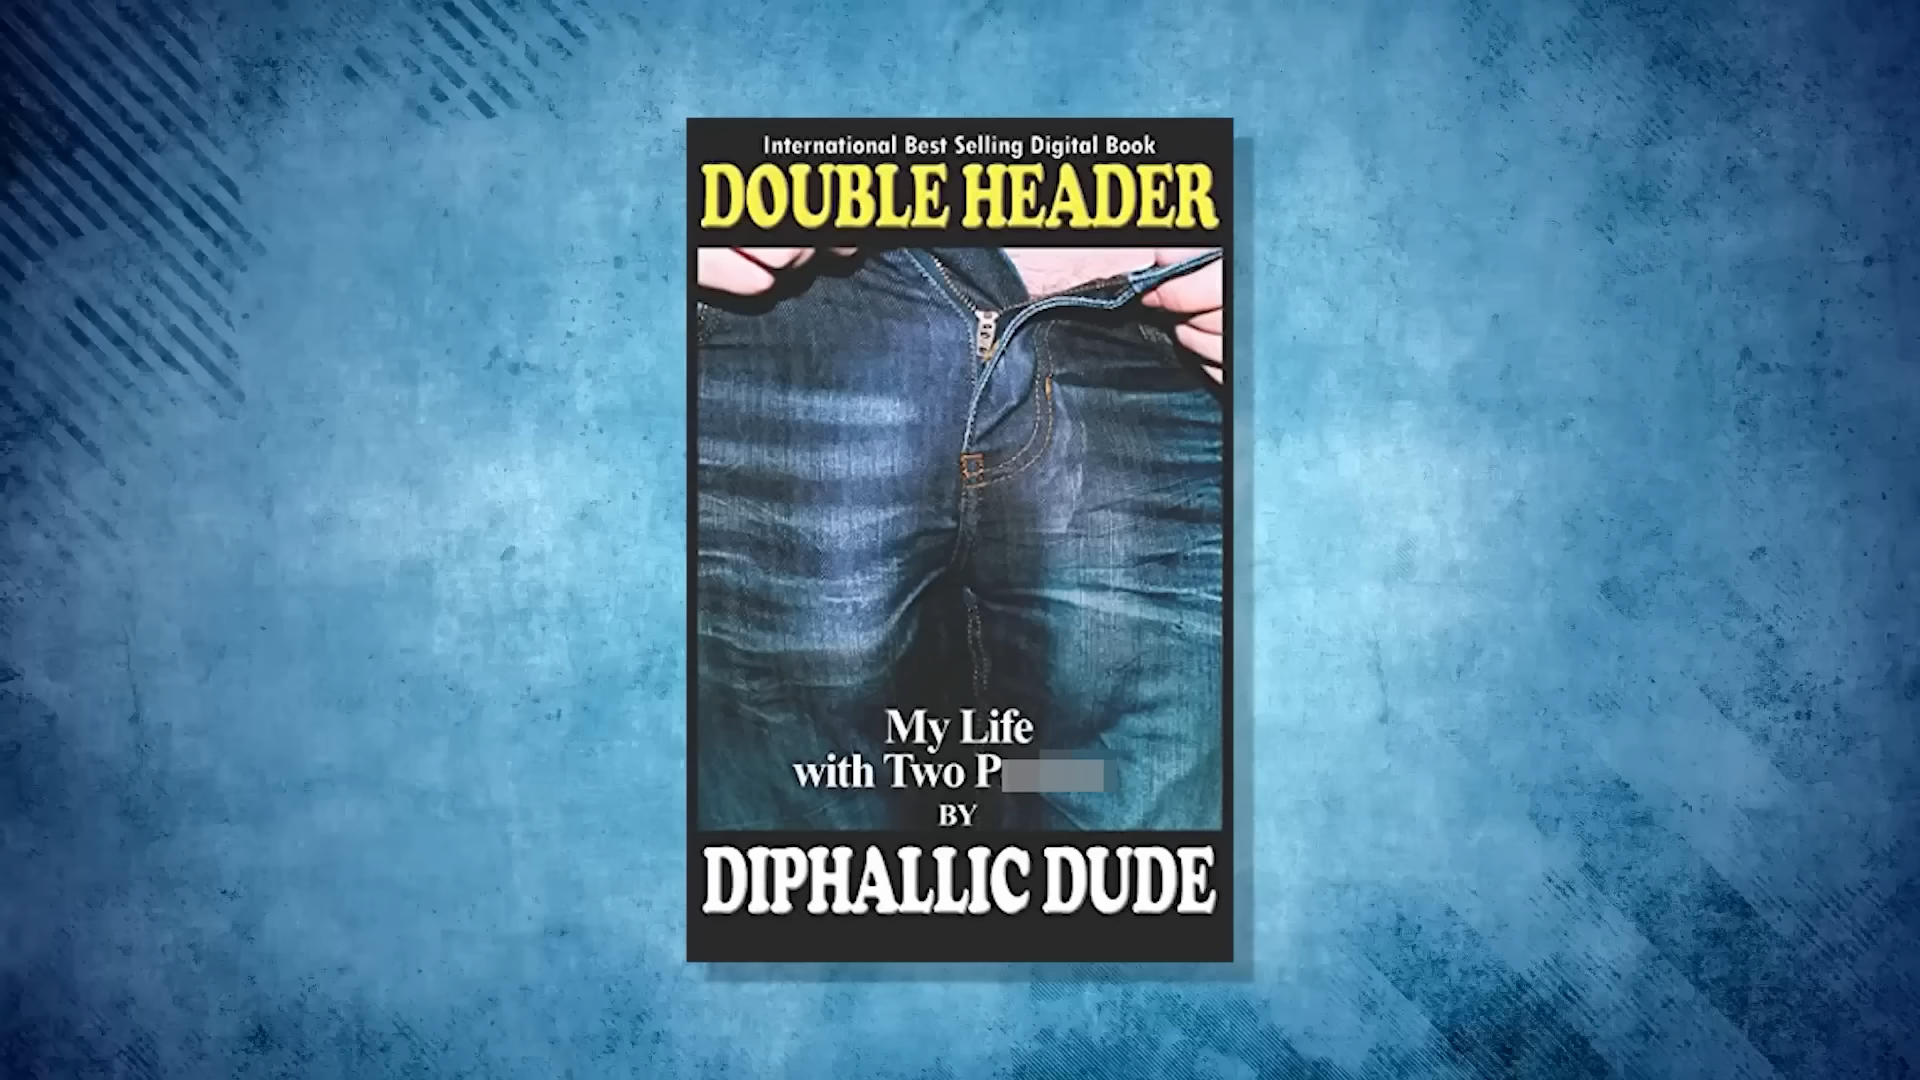 International Best Selling Digital Book
DOUBLE HEADER
My Life
with Two P
BY
DIPHALLIC DUDE